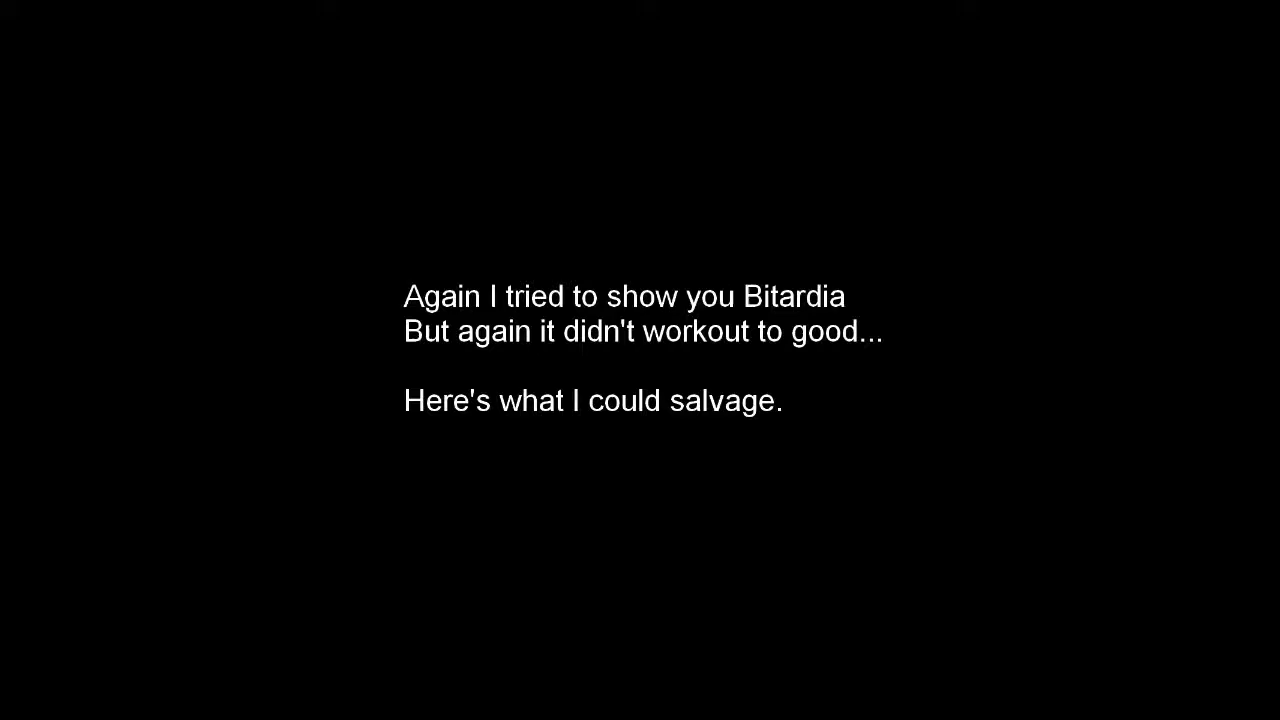 Again I tried to show you Bitardia
But again it didn't workout to good...
Here's what I could salvage.